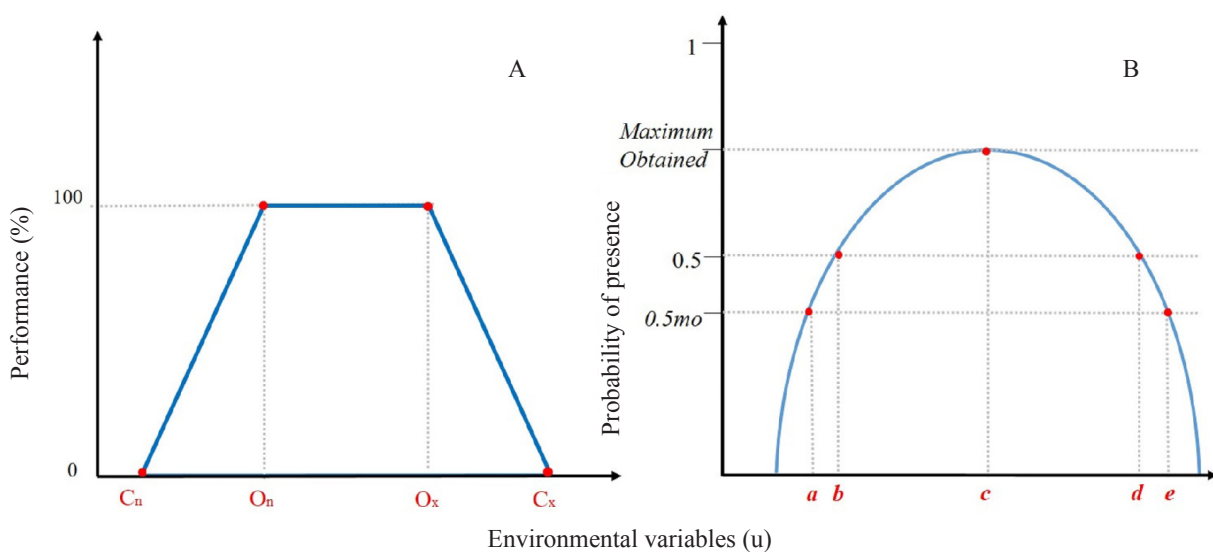 A
Performance (%)
100
0
Cn On Ox Cx
B
Probability of presence
1
Maximum
Obtained
0.5
0.5mo
a b c d e
Environmental variables (u)